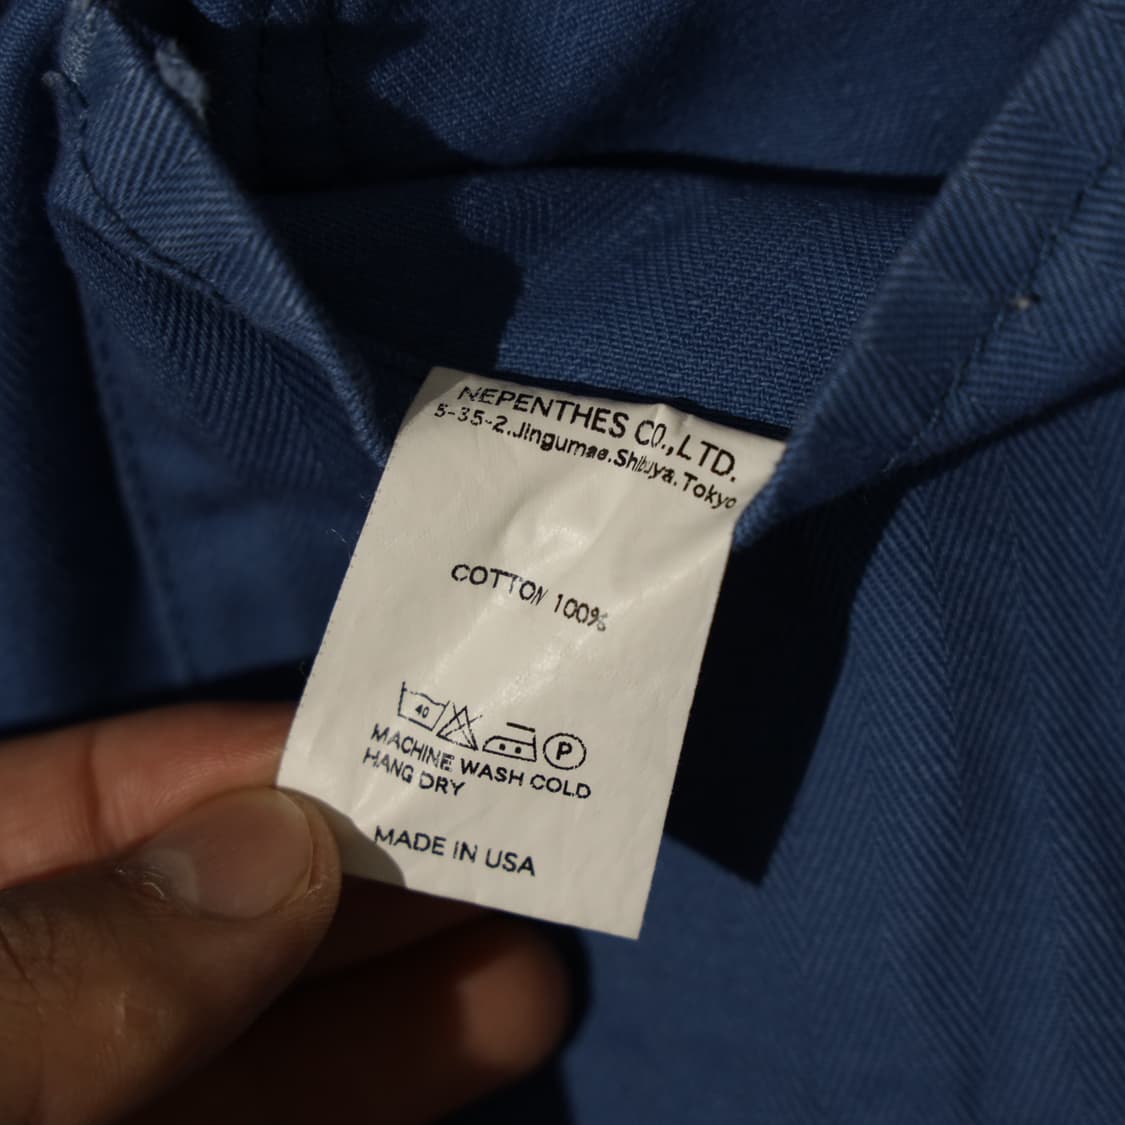 NEPENTHES CO.,LTD.
5-35-2.Jingumae.Shibuya.Tokyo
COTTON 100%
40 P
MACHINE WASH COLD
HANG DRY
MADE IN USA